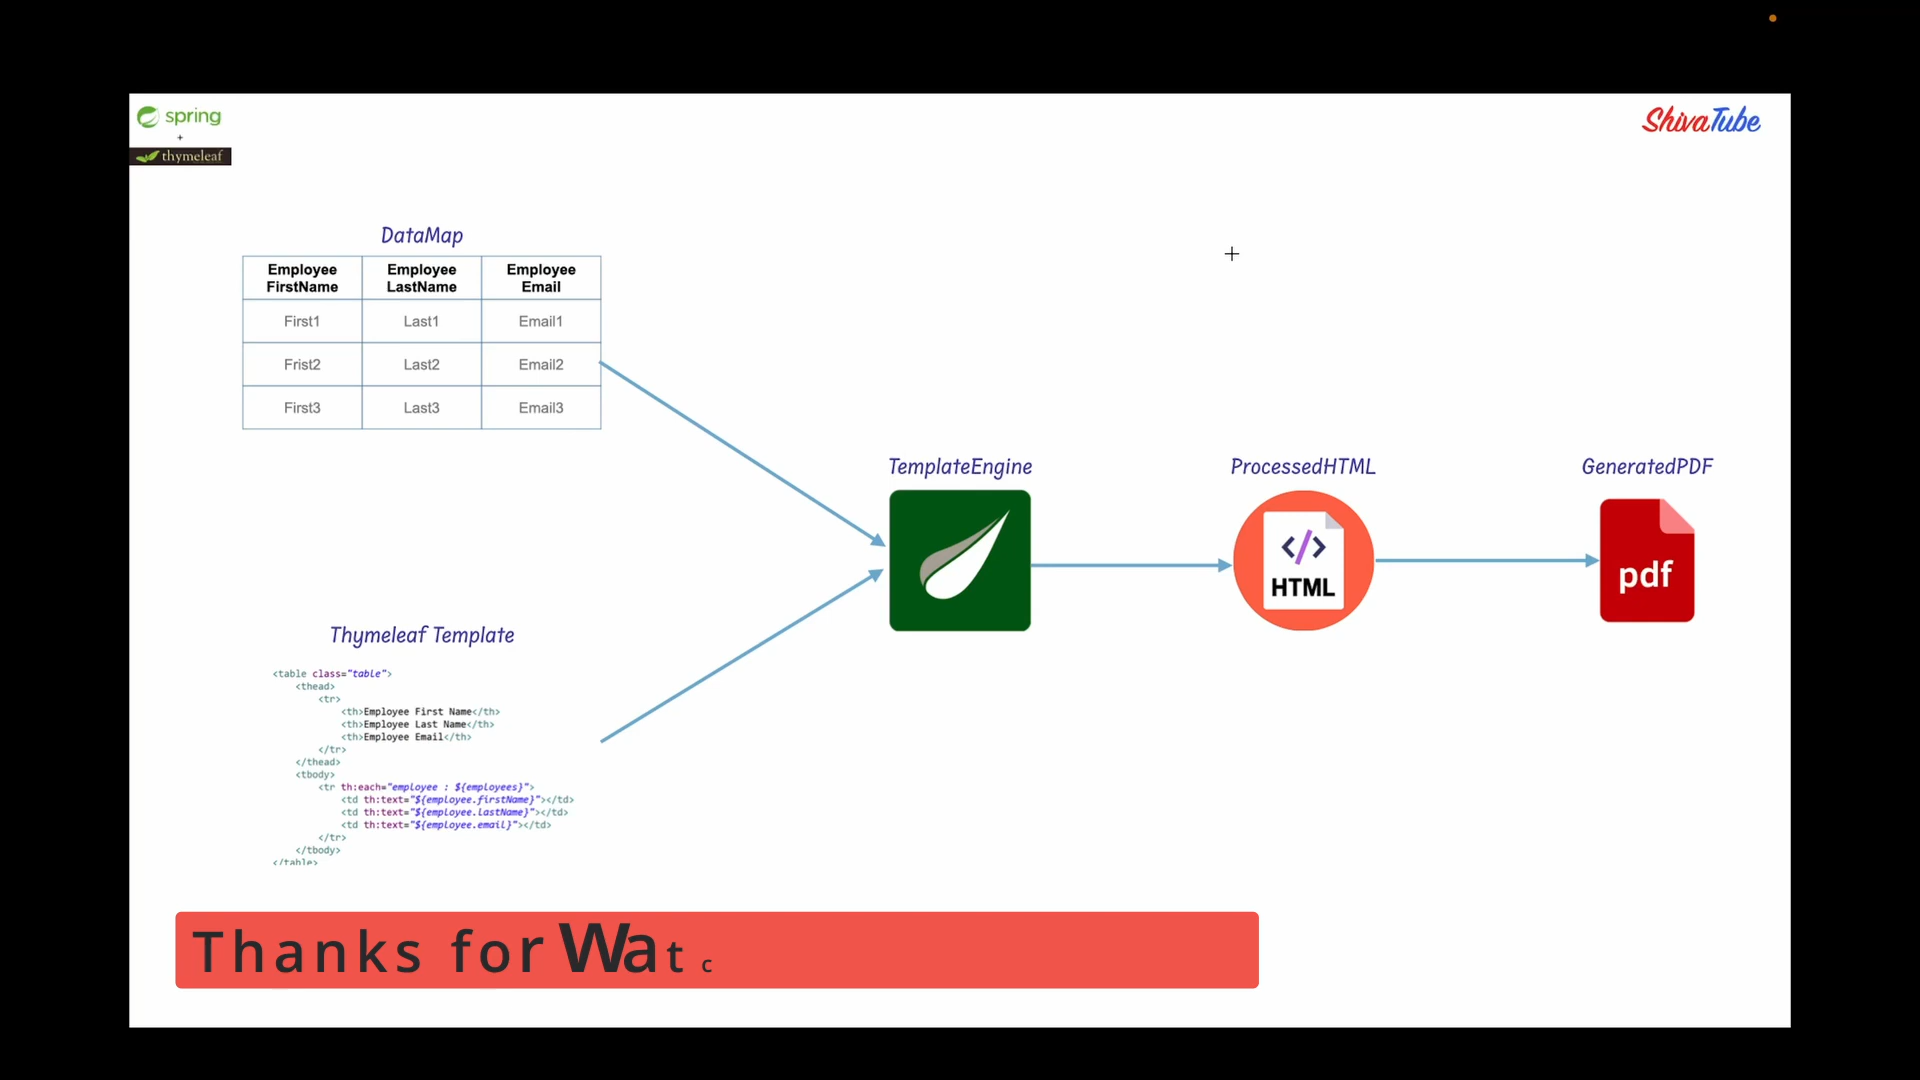 spring
+
thymeleaf
ShivaTube
DataMap
Employee FirstName Employee LastName Employee Email
First1 Last1 Email1
Frist2 Last2 Email2
First3 Last3 Email3
TemplateEngine
ProcessedHTML
</>
HTML
GeneratedPDF
pdf
Thymeleaf Template
<table class="table">
<thead>
<tr>
<th>Employee First Name</th>
<th>Employee Last Name</th>
<th>Employee Email</th>
</tr>
</thead>
<tbody>
<tr th:each="employee : ${employees}">
<td th:text="${employee.firstName}"></td>
<td th:text="${employee.lastName}"></td>
<td th:text="${employee.email}"></td>
</tr>
</tbody>
</table>
Thanks for Watc